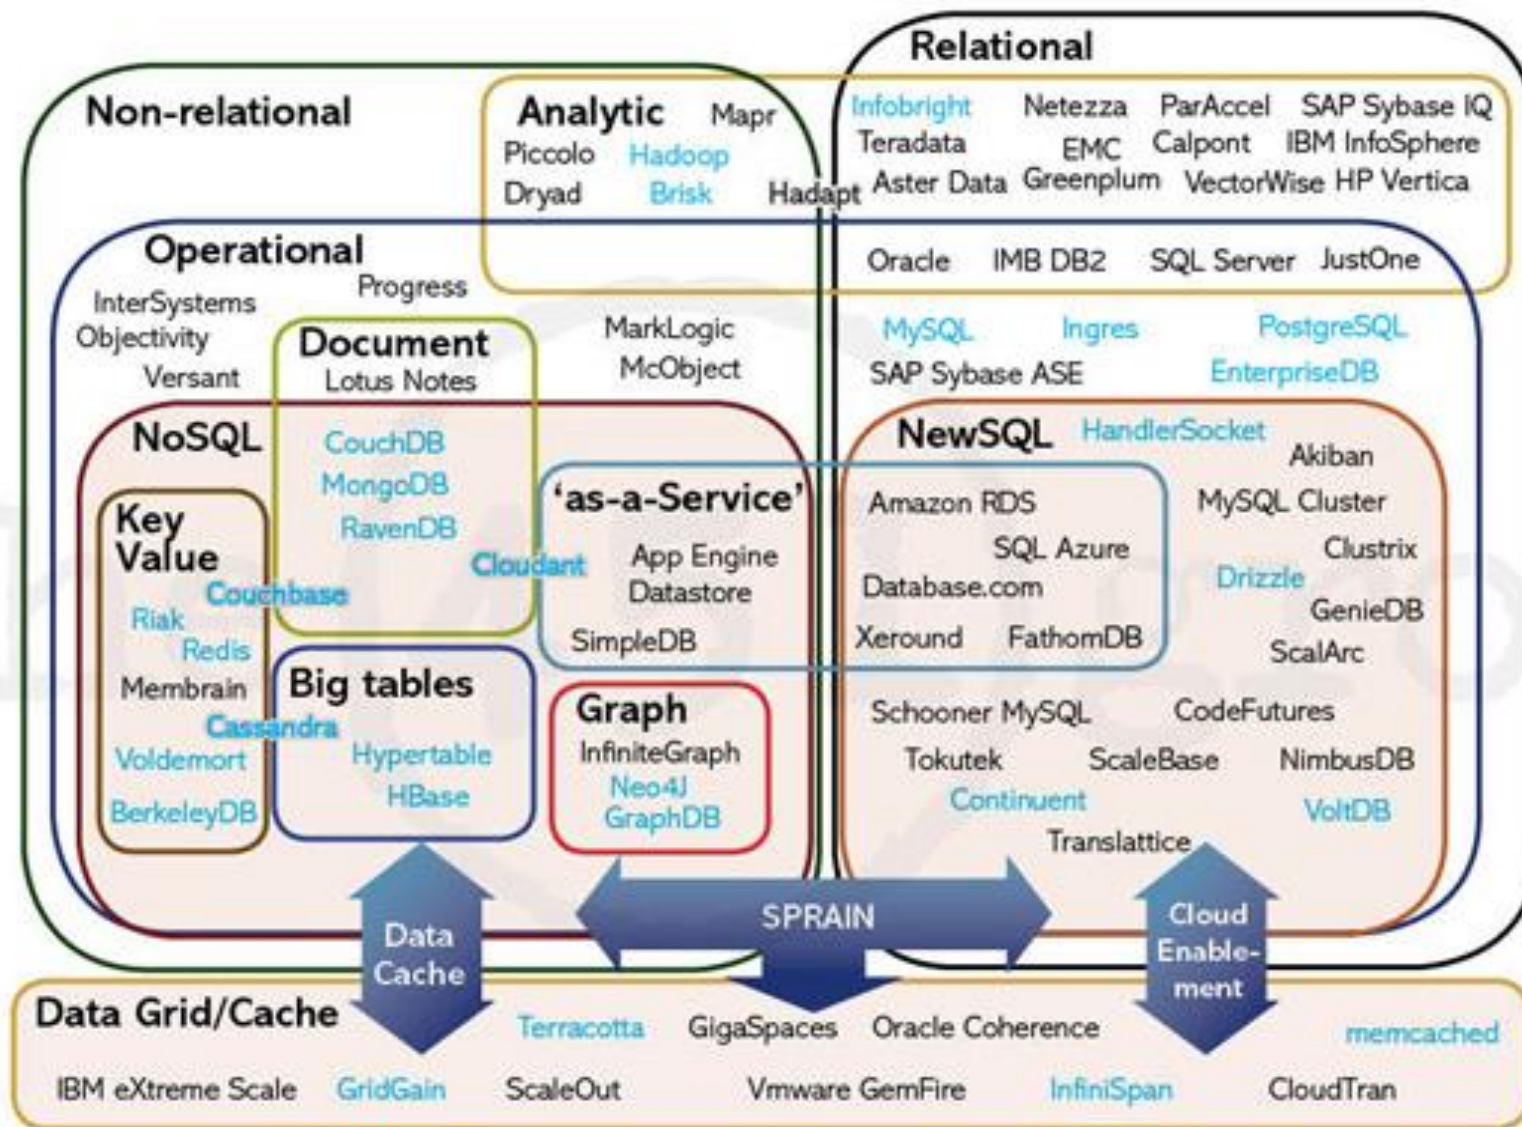 Relational
Non-relational
Analytic
Mapr
Piccolo
Hadoop
Dryad
Brisk
Hadapt
Infobright
Netezza
ParAccel
SAP Sybase IQ
Teradata
EMC
Calpont
IBM InfoSphere
Aster Data
Greenplum
VectorWise
HP Vertica
Operational
Oracle
IMB DB2
SQL Server
JustOne
InterSystems
Progress
Objectivity
Versant
MarkLogic
McObject
MySQL
Ingres
PostgreSQL
SAP Sybase ASE
EnterpriseDB
Document
Lotus Notes
CouchDB
MongoDB
RavenDB
Cloudant
Couchbase
NoSQL
Key
Value
Riak
Redis
Membrain
Cassandra
Voldemort
BerkeleyDB
Big tables
Hypertable
HBase
'as-a-Service'
App Engine
Datastore
SimpleDB
Graph
InfiniteGraph
Neo4J
GraphDB
NewSQL
HandlerSocket
Akiban
Amazon RDS
MySQL Cluster
SQL Azure
Clustrix
Database.com
Drizzle
GenieDB
Xeround
FathomDB
ScalArc
Schooner MySQL
CodeFutures
Tokutek
ScaleBase
NimbusDB
Continuent
VoltDB
Translattice
Data
Cache
SPRAIN
Cloud
Enable-
ment
Data Grid/Cache
Terracotta
GigaSpaces
Oracle Coherence
memcached
IBM eXtreme Scale
GridGain
ScaleOut
Vmware GemFire
InfiniSpan
CloudTran